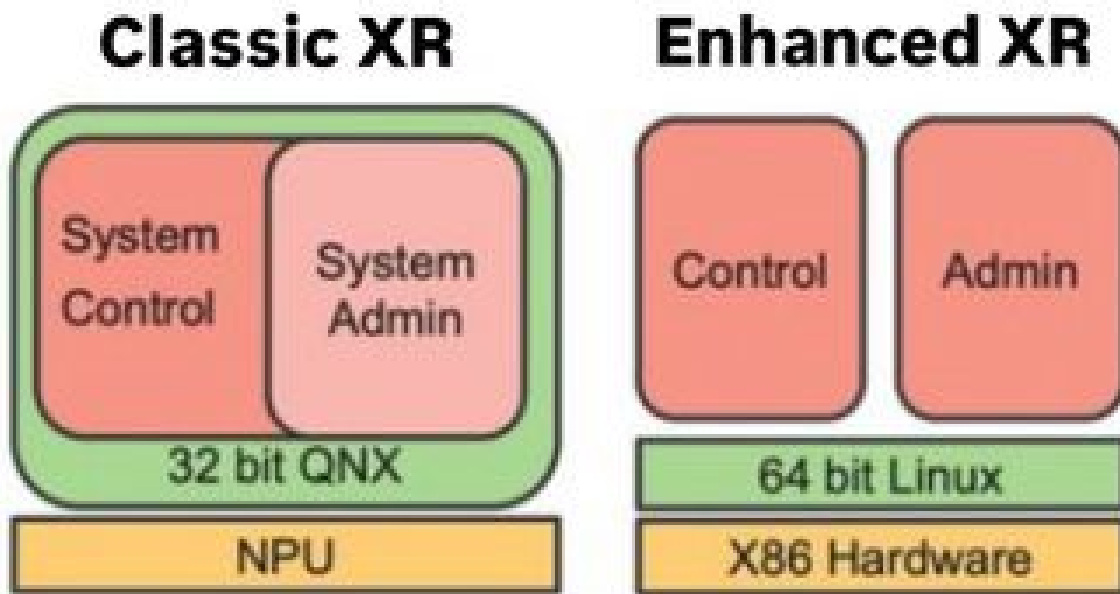 Classic XR
System
Control
System
Admin
32 bit QNX
NPU
Enhanced XR
Control
Admin
64 bit Linux
X86 Hardware